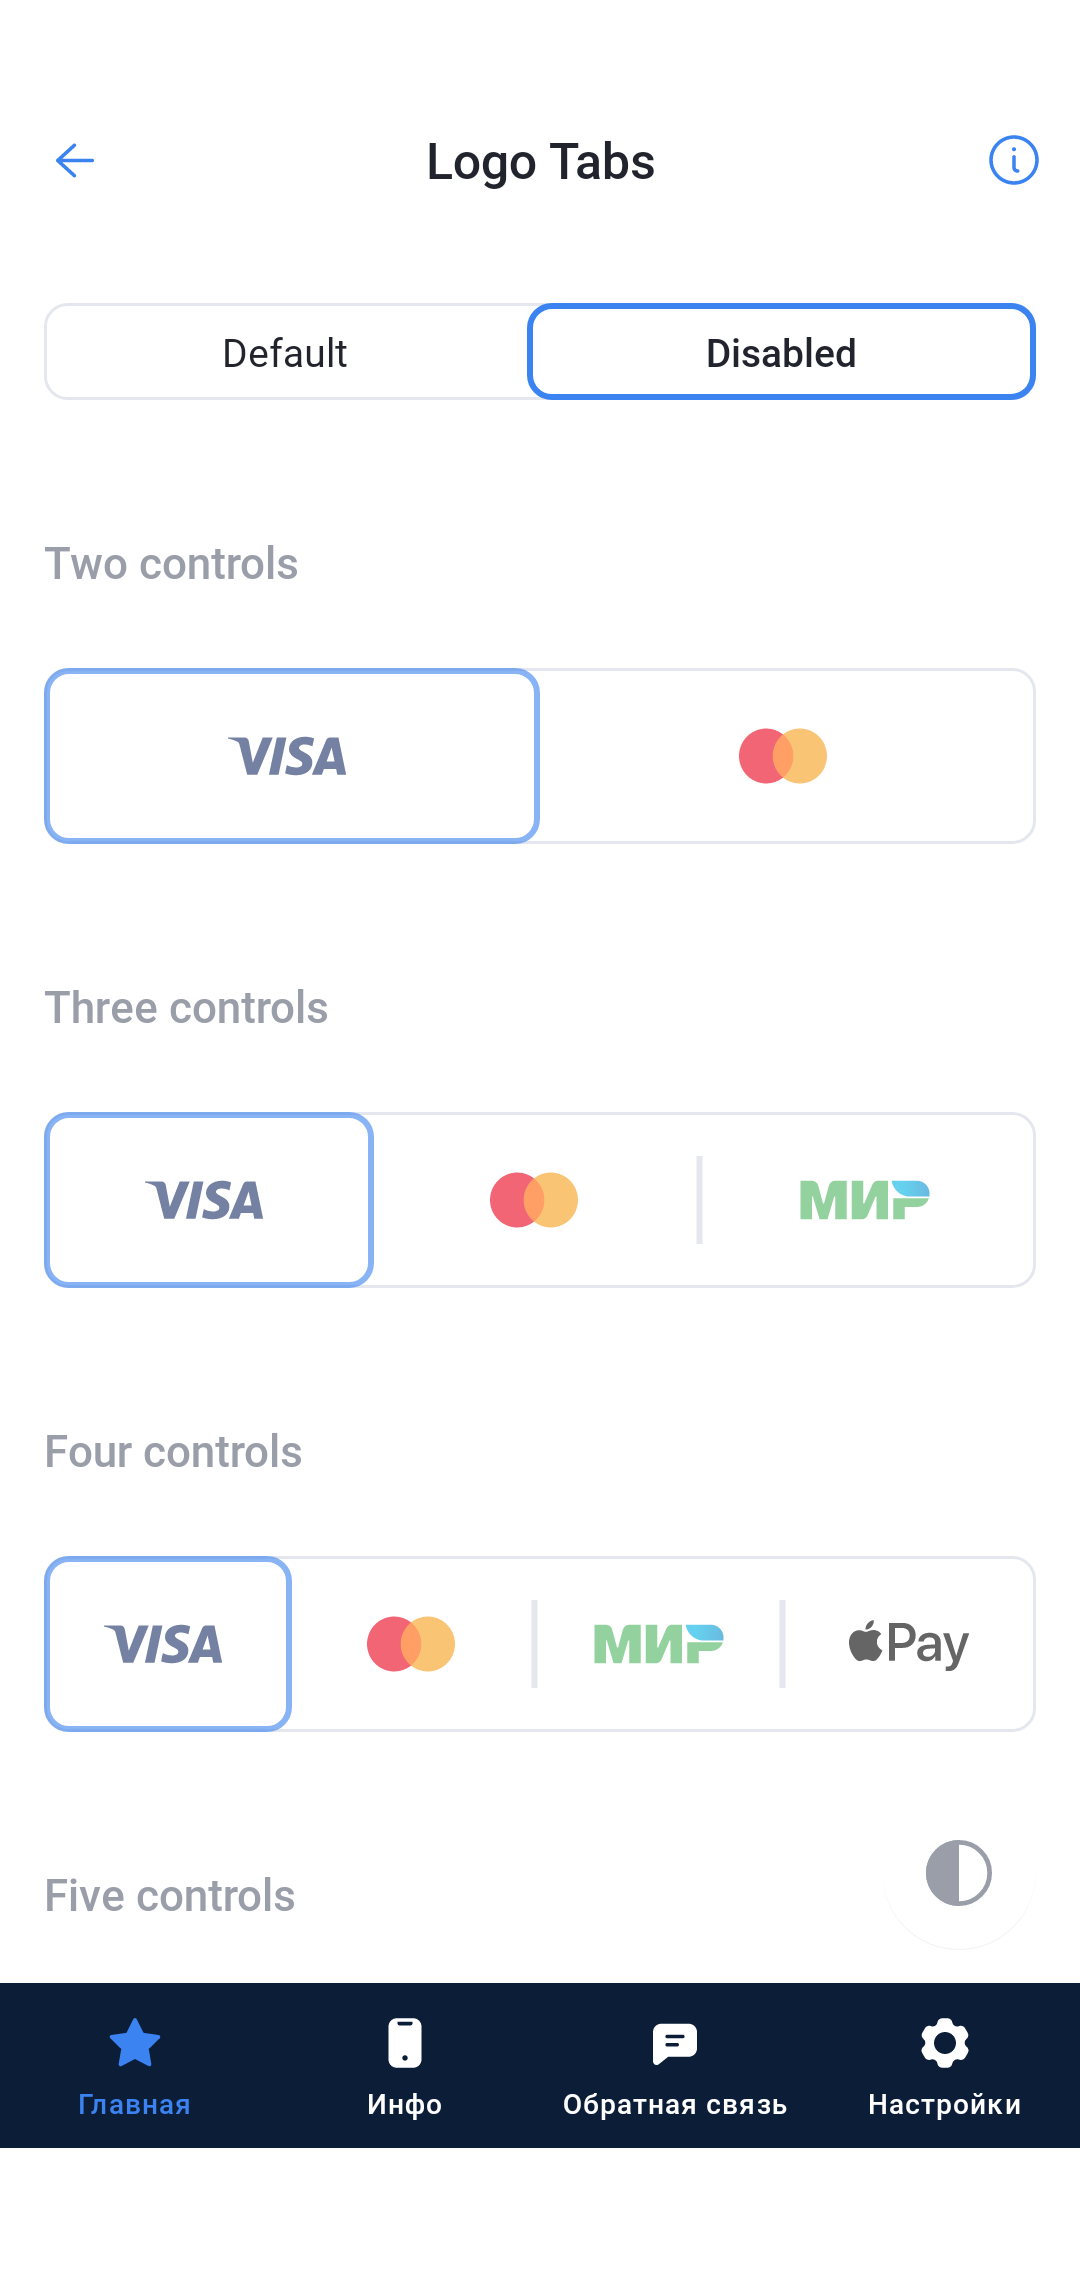 Logo Tabs
Default Disabled
Two controls
VISA
Three controls
VISA МИР
Four controls
VISA МИР Pay
Five controls
Главная Инфо Обратная связь Настройки